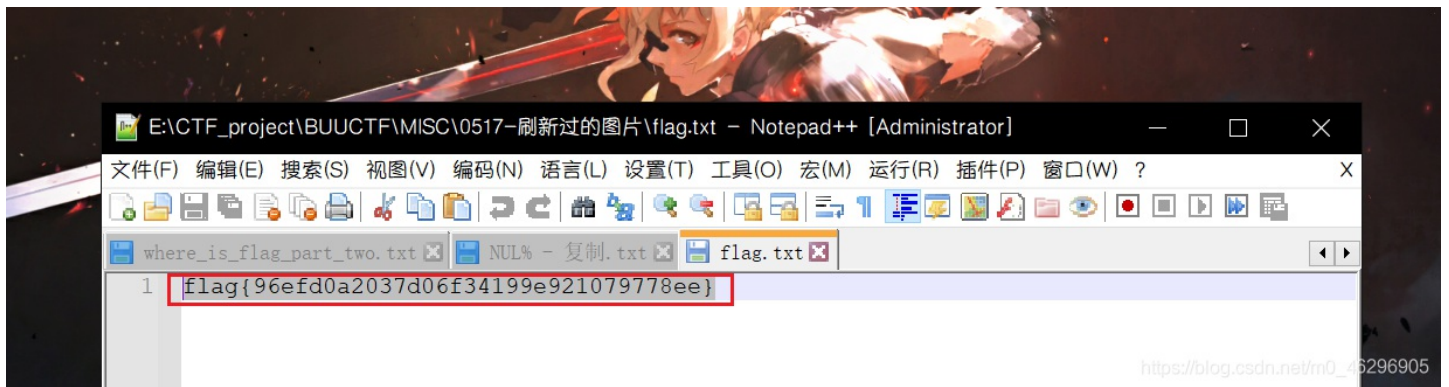 E:\CTF_project\BUUCTF\MISC\0517-刷新过的图片\flag.txt - Notepad++ [Administrator]
文件(F) 编辑(E) 搜索(S) 视图(V) 编码(N) 语言(L) 设置(T) 工具(O) 宏(M) 运行(R) 插件(P) 窗口(W) ? X
where_is_flag_part_two.txt NUL% - 复制.txt flag.txt
1 flag{96efd0a2037d06f34199e921079778ee}
https://blog.csdn.net/m0_46296905